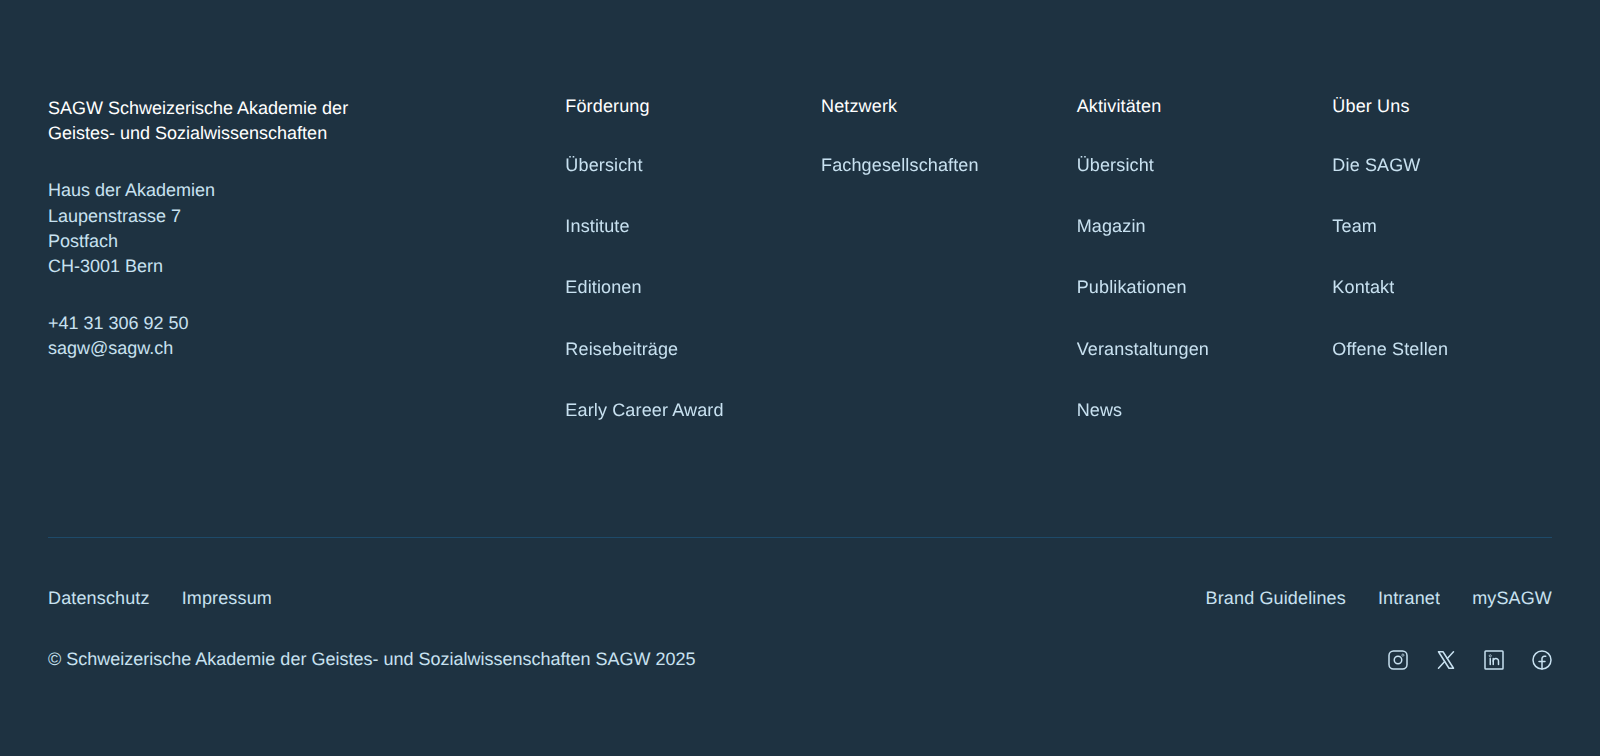 SAGW Schweizerische Akademie der
Geistes- und Sozialwissenschaften
Haus der Akademien
Laupenstrasse 7
Postfach
CH-3001 Bern
+41 31 306 92 50
sagw@sagw.ch
Förderung
Übersicht
Institute
Editionen
Reisebeiträge
Early Career Award
Netzwerk
Fachgesellschaften
Aktivitäten
Übersicht
Magazin
Publikationen
Veranstaltungen
News
Über Uns
Die SAGW
Team
Kontakt
Offene Stellen
Datenschutz
Impressum
Brand Guidelines
Intranet
mySAGW
© Schweizerische Akademie der Geistes- und Sozialwissenschaften SAGW 2025